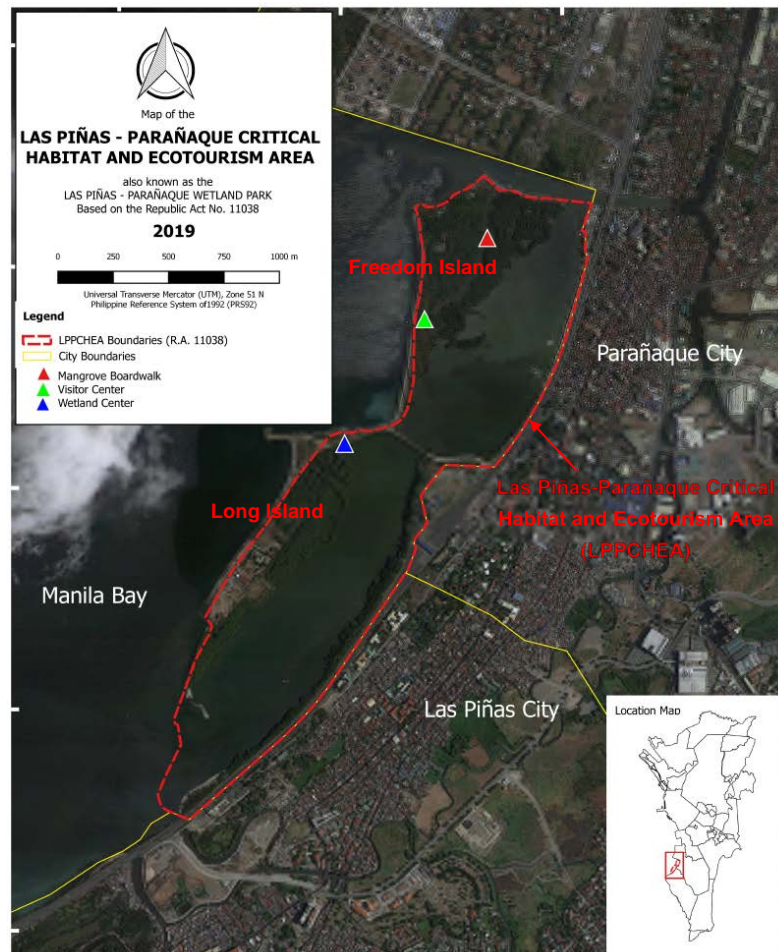 Map of the
LAS PIÑAS - PARAÑAQUE CRITICAL
HABITAT AND ECOTOURISM AREA
also known as the
LAS PIÑAS - PARAÑAQUE WETLAND PARK
Based on the Republic Act No. 11038
2019
0 250 500 750 1000 m
Universal Transverse Mercator (UTM), Zone 51 N
Philippine Reference System of1992 (PRS92)
Legend
LPPCHEA Boundaries (R.A. 11038)
City Boundaries
Mangrove Boardwalk
Visitor Center
Wetland Center
Freedom Island
Parañaque City
Las Piñas-Parañaque Critical
Habitat and Ecotourism Area
(LPPCHEA)
Long Island
Manila Bay
Las Piñas City
Location Map